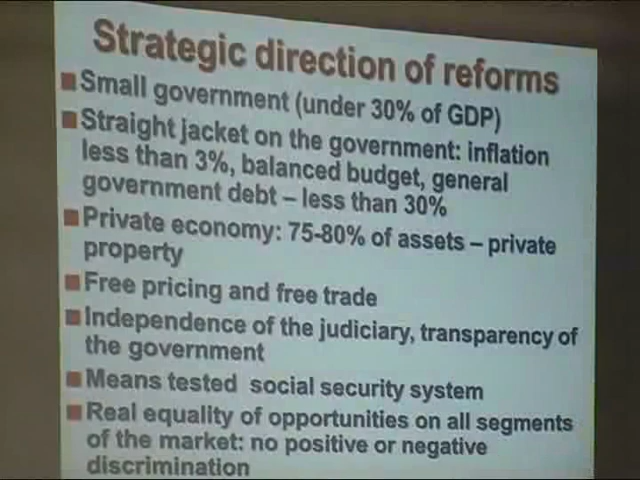 Strategic direction of reforms
Small government (under 30% of GDP)
Straight jacket on the government: inflation
less than 3%, balanced budget, general
government debt – less than 30%
Private economy: 75-80% of assets – private
property
Free pricing and free trade
Independence of the judiciary, transparency of
the government
Means tested social security system
Real equality of opportunities on all segments
of the market: no positive or negative
discrimination